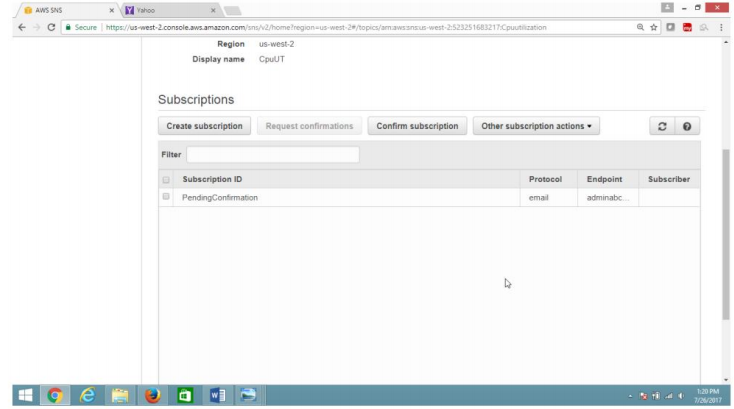 AWS SNS
Yahoo
Secure https://us-west-2.console.aws.amazon.com/sns/v2/home?region=us-west-2#/topics/arn:aws:sns:us-west-2:523251683217:Cpuutilization
Region us-west-2
Display name CpuUT
Subscriptions
Create subscription Request confirmations Confirm subscription Other subscription actions
Filter
Subscription ID Protocol Endpoint Subscriber
PendingConfirmation email adminabc...
1:20 PM
7/26/2017